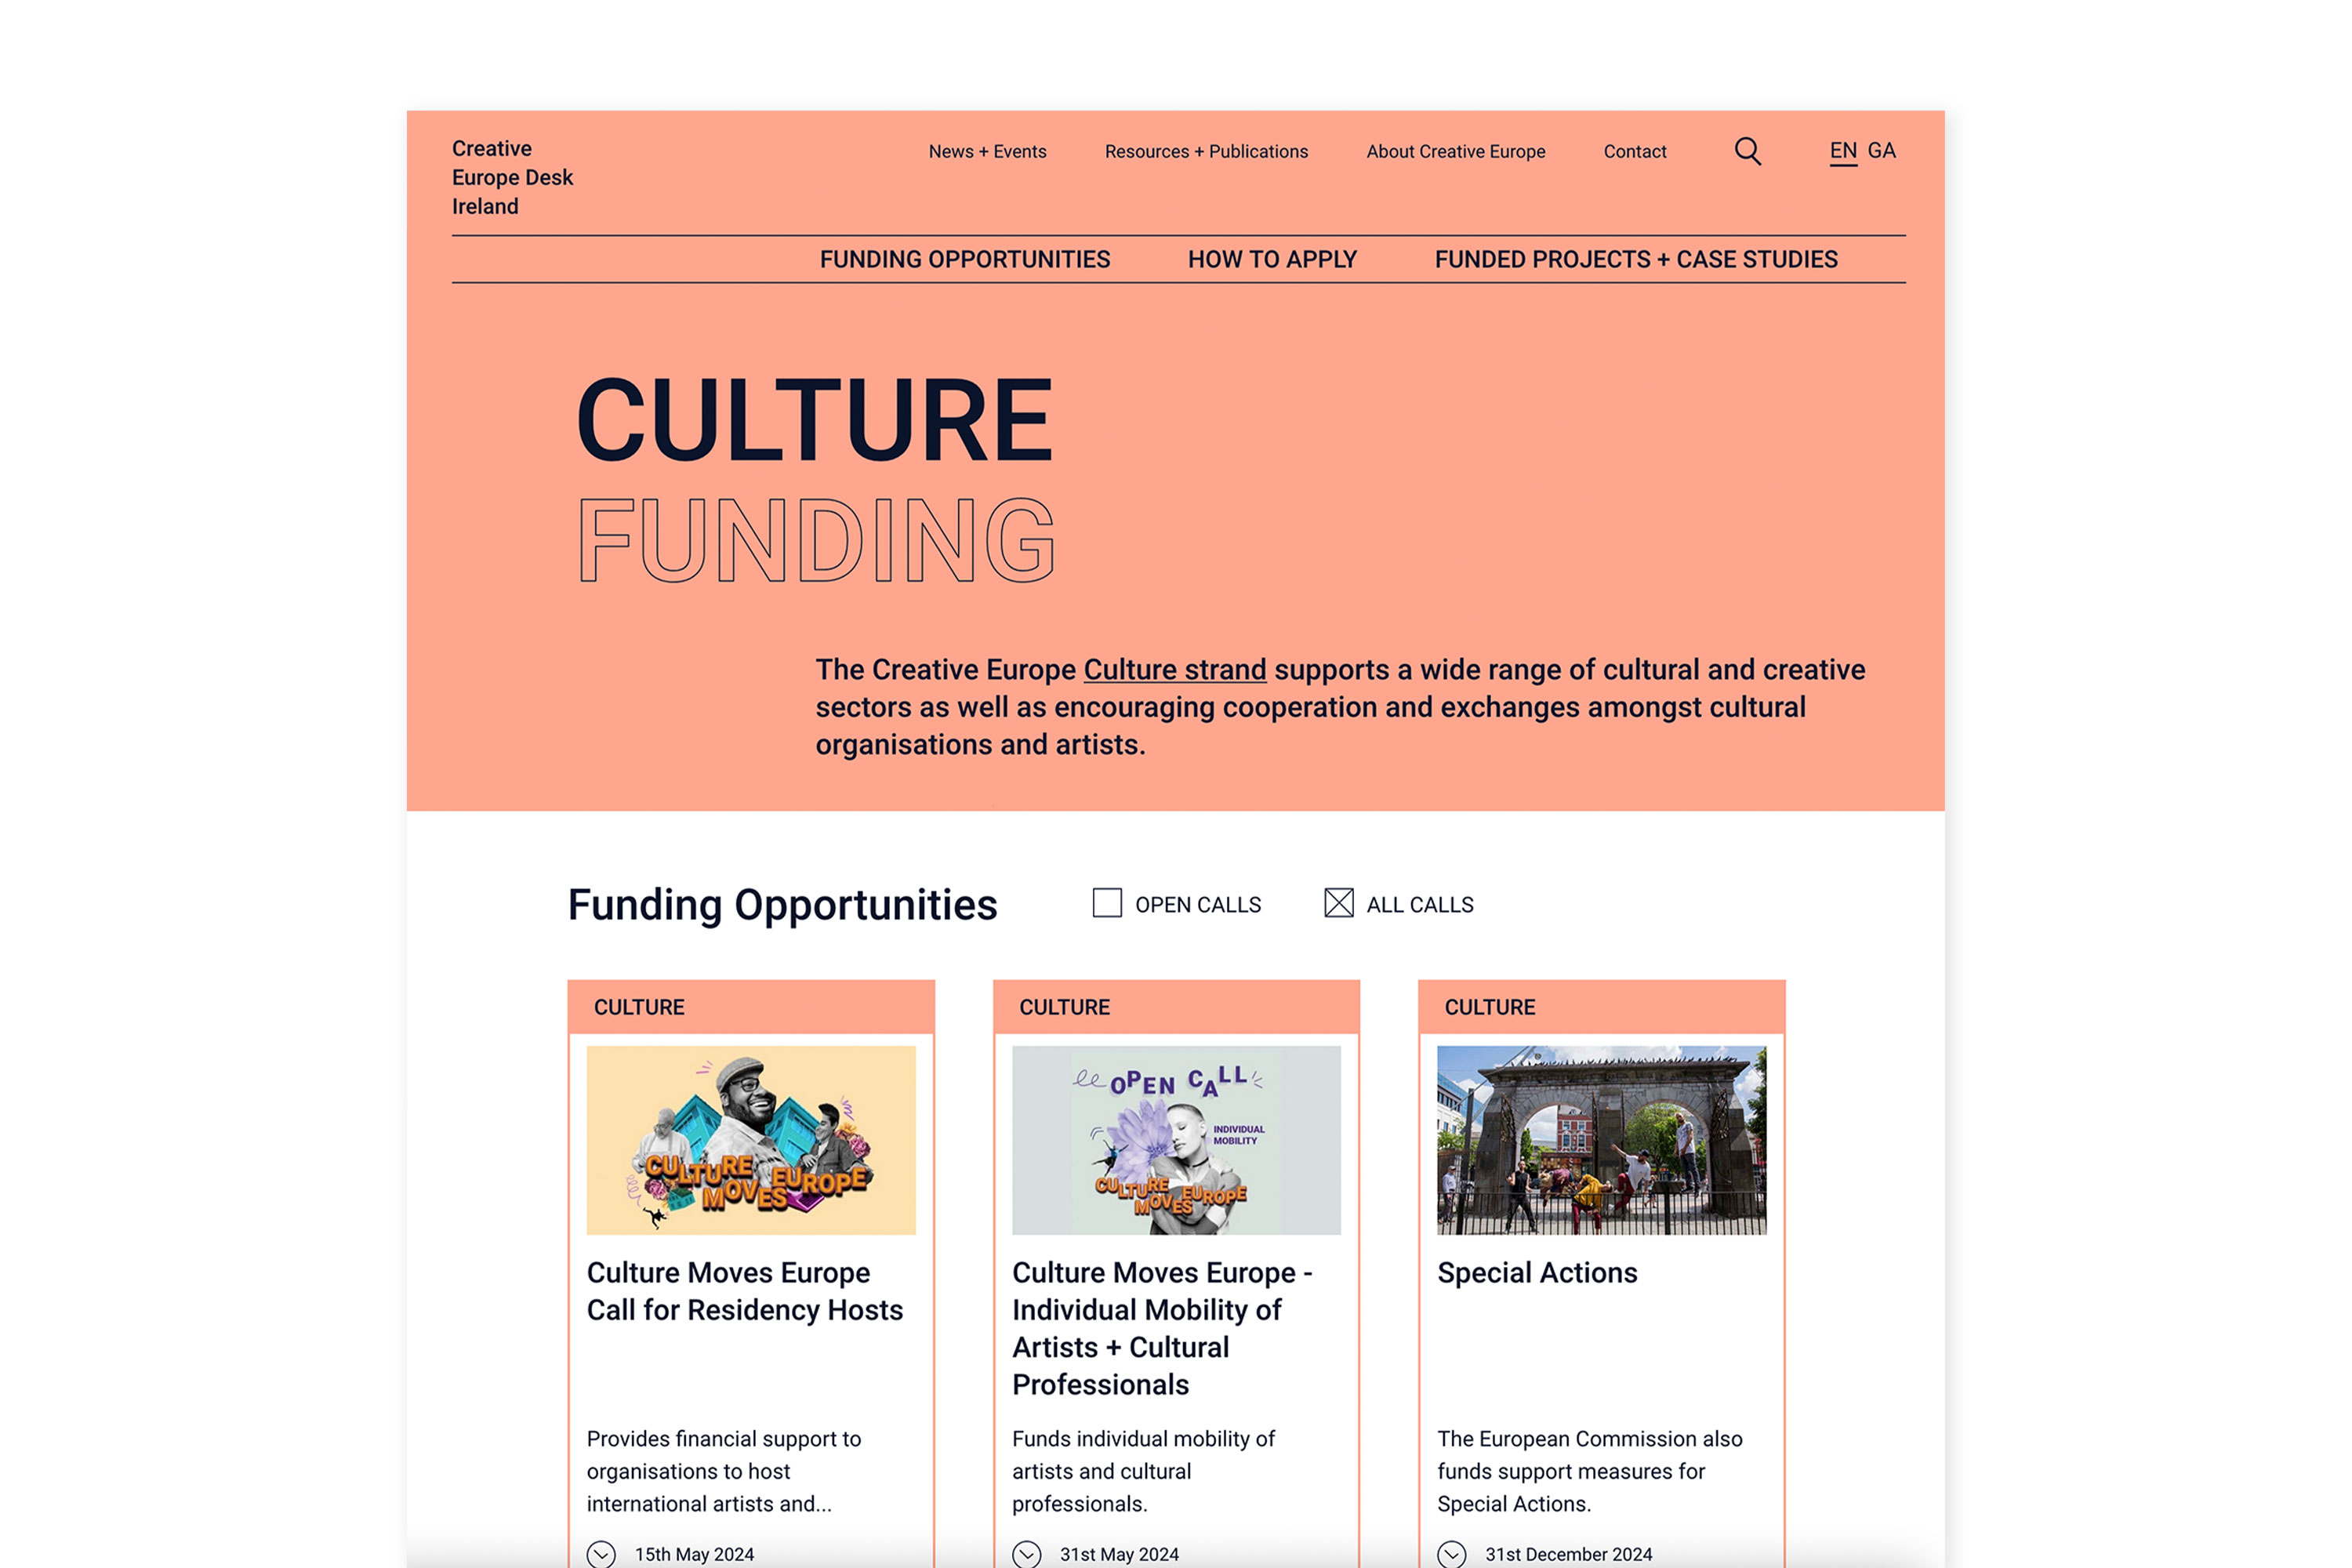 Creative
Europe Desk
Ireland
News + Events
Resources + Publications
About Creative Europe
Contact
EN GA
FUNDING OPPORTUNITIES
HOW TO APPLY
FUNDED PROJECTS + CASE STUDIES
CULTURE
FUNDING
The Creative Europe Culture strand supports a wide range of cultural and creative
sectors as well as encouraging cooperation and exchanges amongst cultural
organisations and artists.
Funding Opportunities
OPEN CALLS
ALL CALLS
CULTURE
CULTURE MOVES EUROPE
Culture Moves Europe
Call for Residency Hosts
Provides financial support to
organisations to host
international artists and...
15th May 2024
CULTURE
OPEN CALL
INDIVIDUAL
MOBILITY
CULTURE MOVES EUROPE
Culture Moves Europe -
Individual Mobility of
Artists + Cultural
Professionals
Funds individual mobility of
artists and cultural
professionals.
31st May 2024
CULTURE
Special Actions
The European Commission also
funds support measures for
Special Actions.
31st December 2024